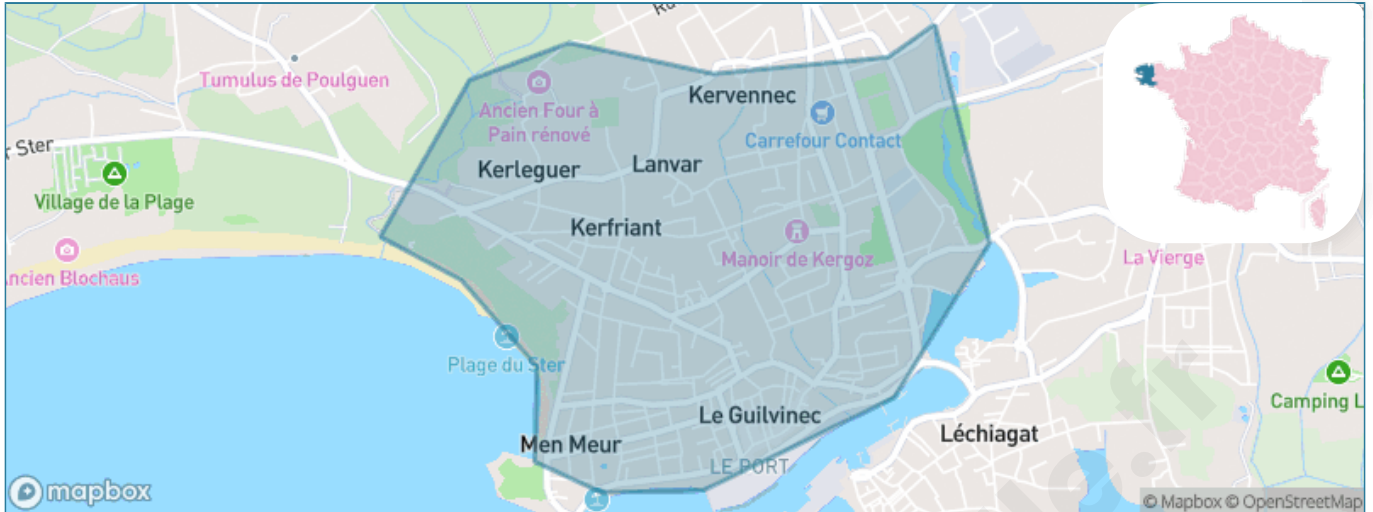 Ru
Tumulus de Poulguen
Ancien Four à
Pain rénové
Kervennec
Carrefour Contact
r Ster
Kerleguer
Lanvar
Village de la Plage
Kerfriant
Manoir de Kergoz
ncien Blochaus
La Vierge
Plage du Ster
Camping L
Le Guilvinec
Léchiagat
Men Meur
LE PORT
mapbox
© Mapbox © OpenStreetMap